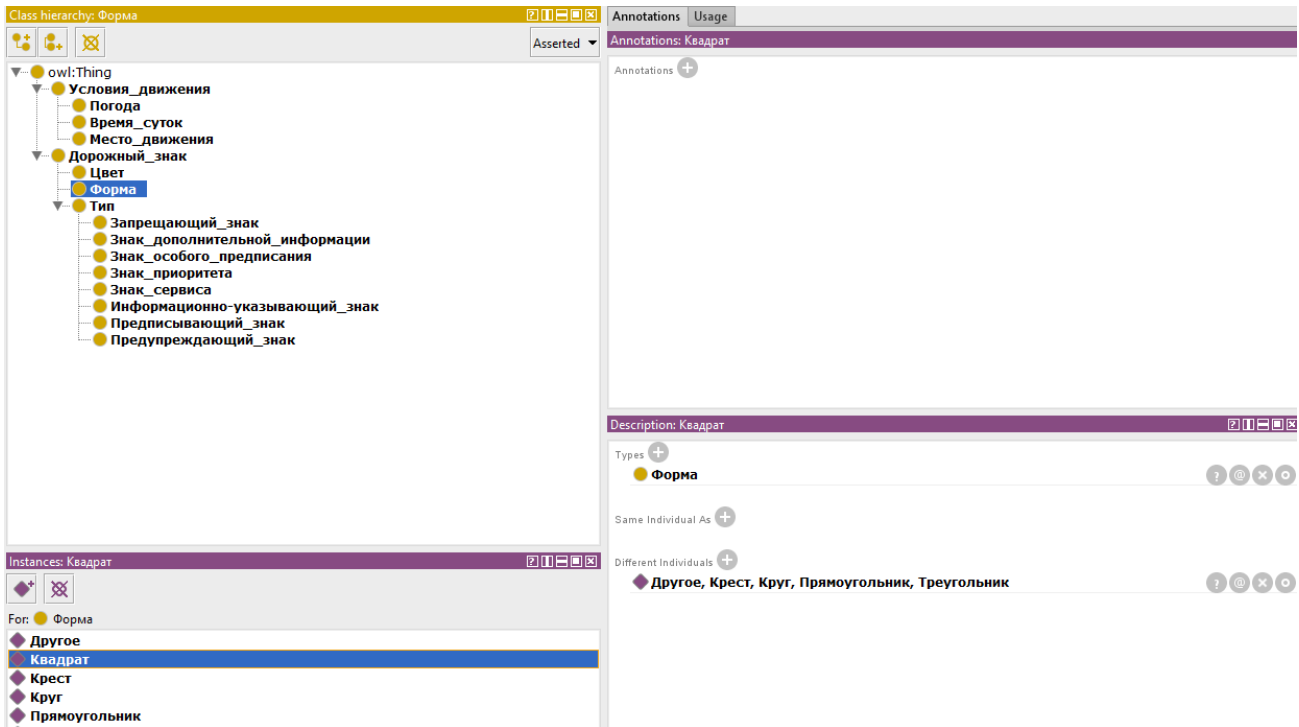 Class hierarchy: Форма
Asserted
owl:Thing
Условия_движения
Погода
Время_суток
Место_движения
Дорожный_знак
Цвет
Форма
Тип
Запрещающий_знак
Знак_дополнительной_информации
Знак_особого_предписания
Знак_приоритета
Знак_сервиса
Информационно-указывающий_знак
Предписывающий_знак
Предупреждающий_знак
Instances: Квадрат
For: Форма
Другое
Квадрат
Крест
Круг
Прямоугольник
Annotations Usage
Annotations: Квадрат
Annotations
Description: Квадрат
Types
Форма
Same Individual As
Different Individuals
Другое, Крест, Круг, Прямоугольник, Треугольник